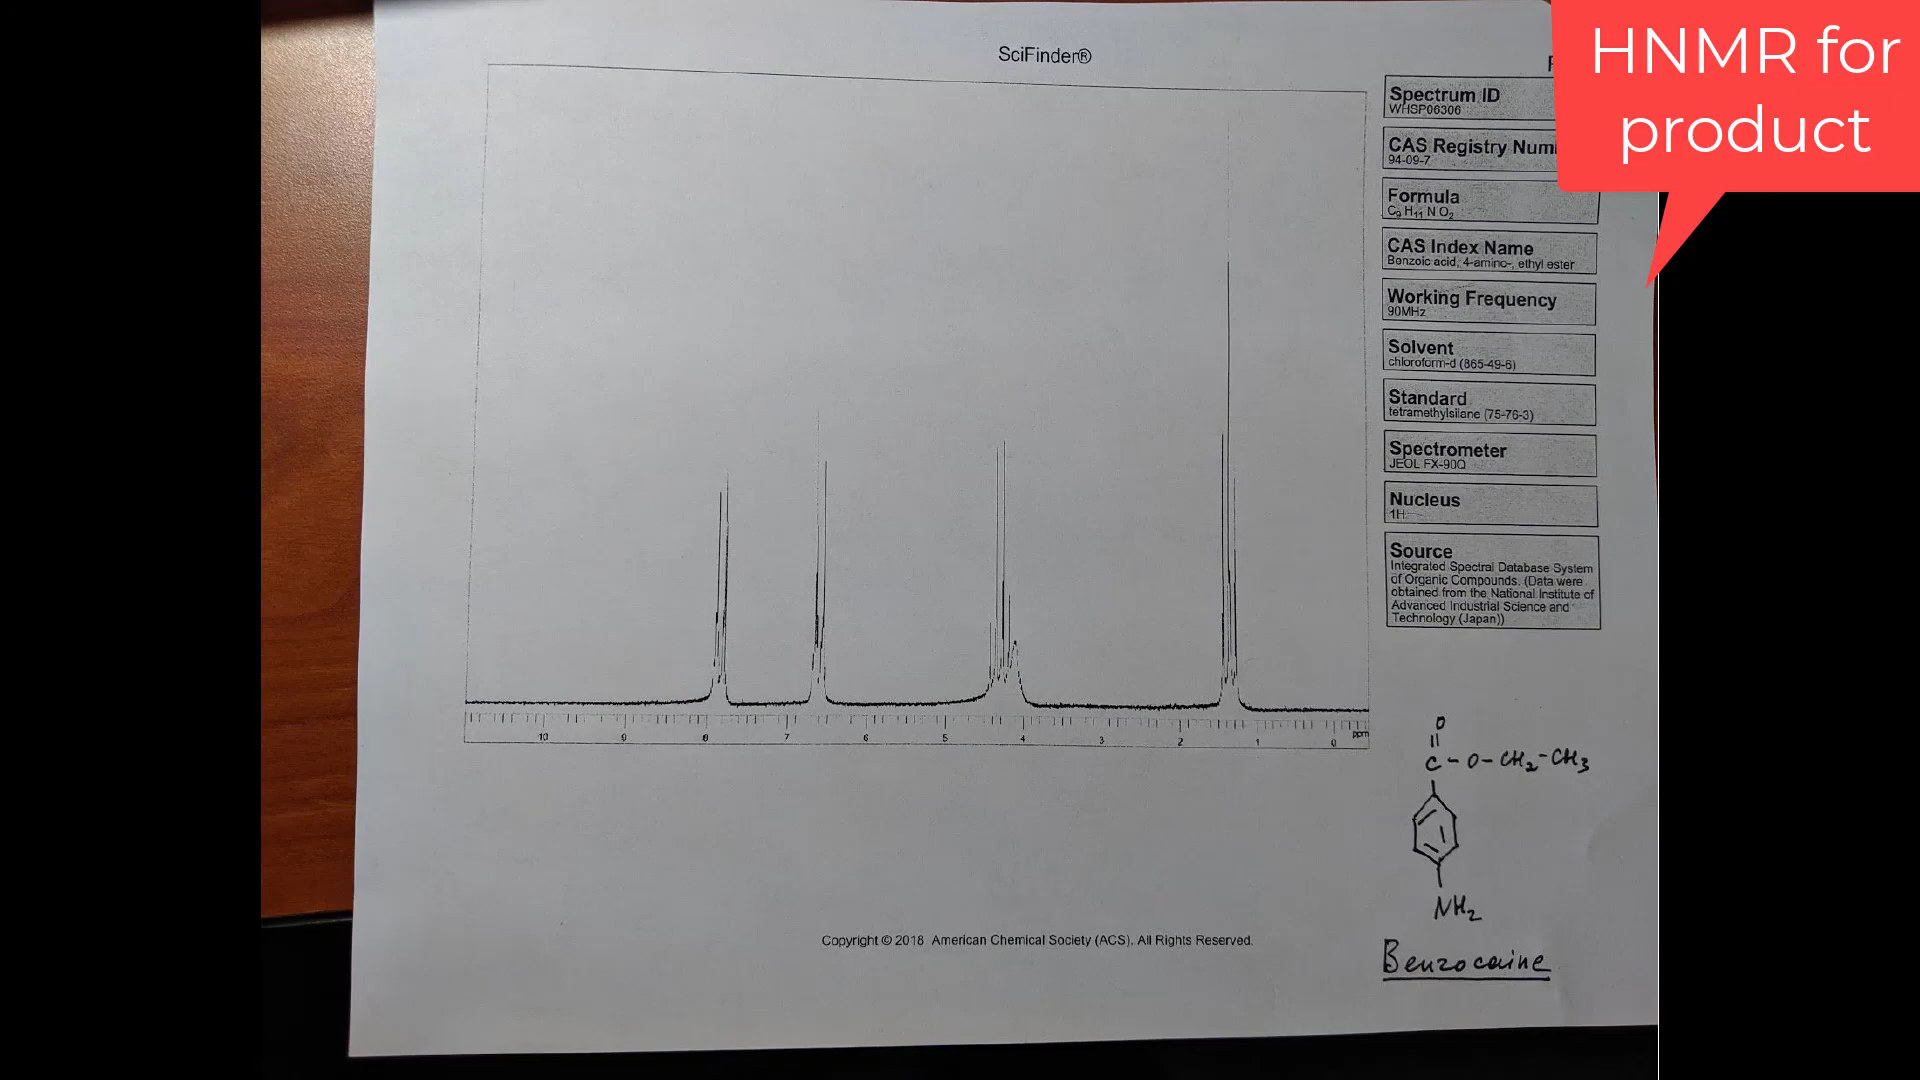 SciFinder®
HNMR for
product
Spectrum ID
WHSP06306
CAS Registry Num
94-09-7
Formula
C9 H11 N O2
CAS Index Name
Benzoic acid, 4-amino-, ethyl ester
Working Frequency
90MHz
Solvent
chloroform-d (865-49-6)
Standard
tetramethylsilane (75-76-3)
Spectrometer
JEOL FX-90Q
Nucleus
1H
Source
Integrated Spectral Database System
of Organic Compounds. (Data were
obtained from the National Institute of
Advanced Industrial Science and
Technology (Japan))
10 9 8 7 6 5 4 3 2 1 0 ppm
O
C - O - CH2 - CH3
NH2
Benzocaine
Copyright © 2018 American Chemical Society (ACS). All Rights Reserved.